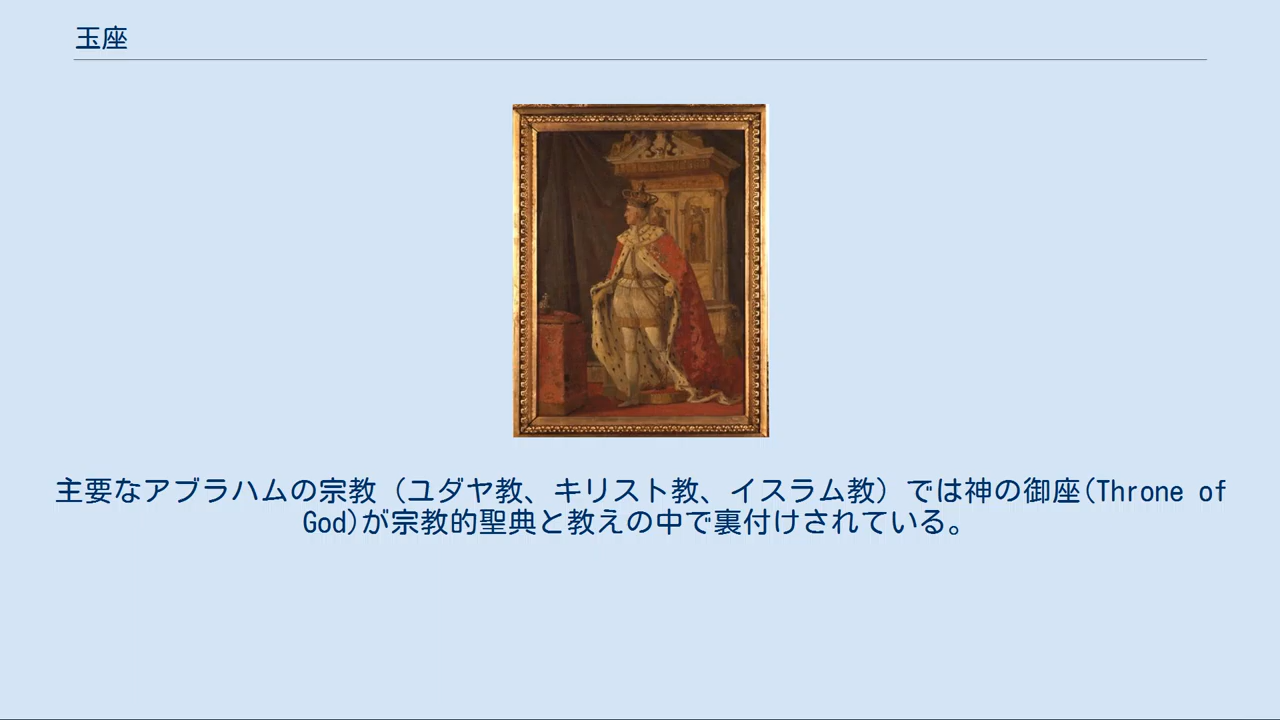 玉座
主要なアブラハムの宗教（ユダヤ教、キリスト教、イスラム教）では神の御座(Throne of
God)が宗教的聖典と教えの中で裏付けされている。